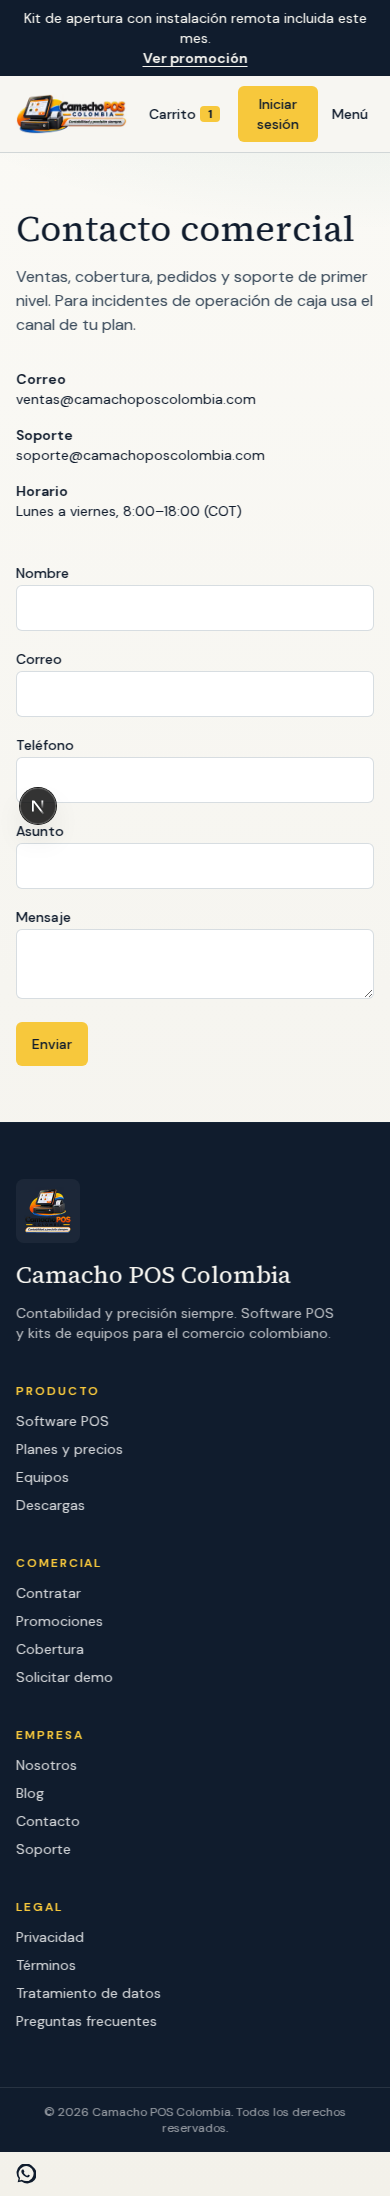 Kit de apertura con instalación remota incluida este
mes.
Ver promoción
Camacho POS
COLOMBIA
Contabilidad y precisión siempre.
Carrito 1
Iniciar
sesión
Menú
Contacto comercial
Ventas, cobertura, pedidos y soporte de primer
nivel. Para incidentes de operación de caja usa el
canal de tu plan.
Correo
ventas@camachoposcolombia.com
Soporte
soporte@camachoposcolombia.com
Horario
Lunes a viernes, 8:00–18:00 (COT)
Nombre
Correo
Teléfono
N
Asunto
Mensaje
Enviar
Camacho POS Colombia
Contabilidad y precisión siempre. Software POS
y kits de equipos para el comercio colombiano.
PRODUCTO
Software POS
Planes y precios
Equipos
Descargas
COMERCIAL
Contratar
Promociones
Cobertura
Solicitar demo
EMPRESA
Nosotros
Blog
Contacto
Soporte
LEGAL
Privacidad
Términos
Tratamiento de datos
Preguntas frecuentes
© 2026 Camacho POS Colombia. Todos los derechos
reservados.